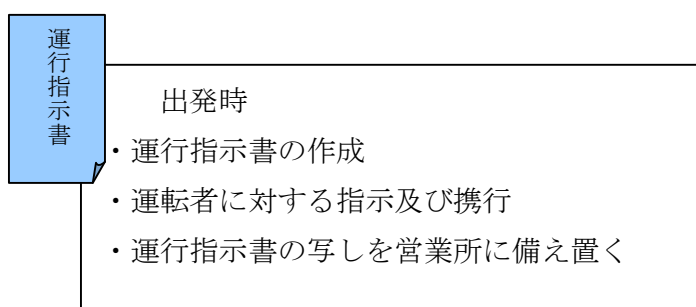 運行指示書
出発時
・運行指示書の作成
・運転者に対する指示及び携行
・運行指示書の写しを営業所に備え置く